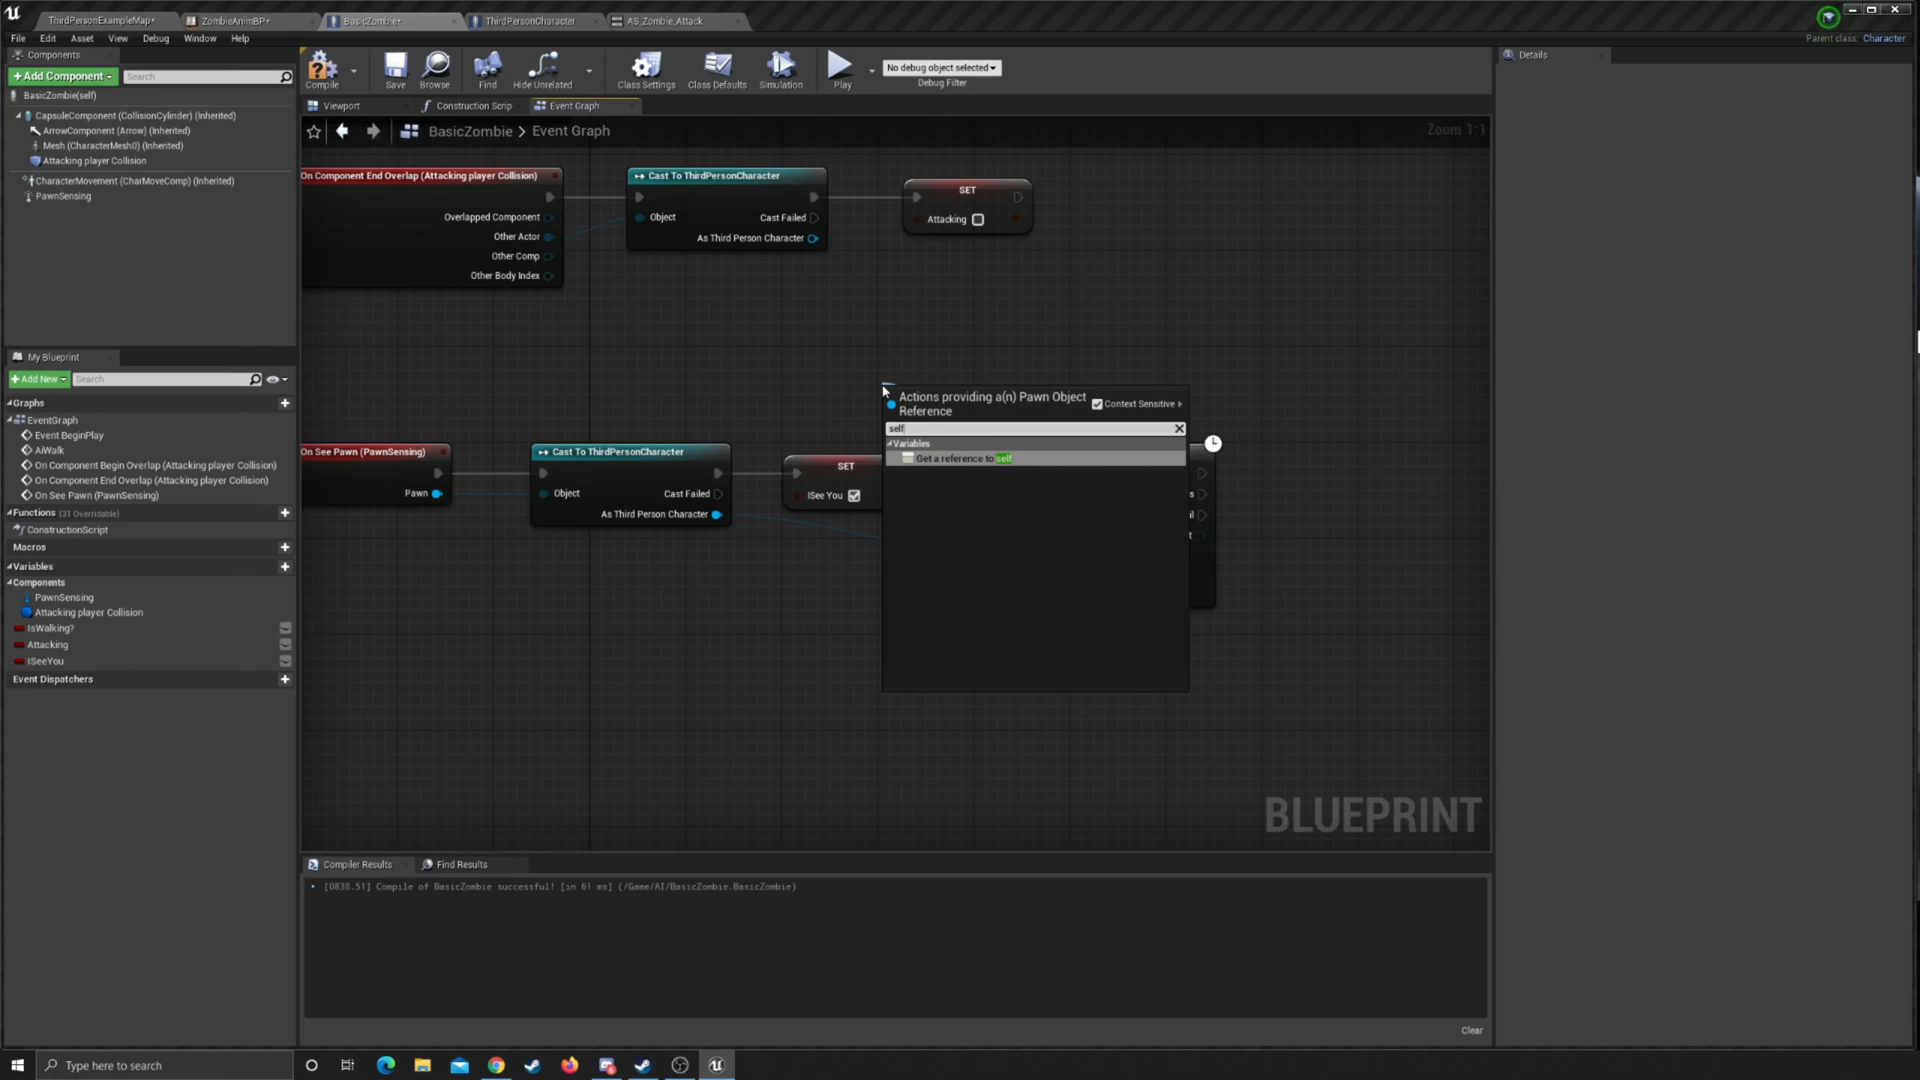 ThirdPersonExampleMap*
ZombieAnimBP*
BasicZombie*
ThirdPersonCharacter
AS_Zombie_Attack
File Edit Asset View Debug Window Help
Parent class: Character
Components
+Add Component
Search
BasicZombie(self)
CapsuleComponent (CollisionCylinder) (Inherited)
ArrowComponent (Arrow) (Inherited)
Mesh (CharacterMesh0) (Inherited)
Attacking player Collision
CharacterMovement (CharMoveComp) (Inherited)
PawnSensing
Compile
Save
Browse
Find
Hide Unrelated
Class Settings
Class Defaults
Simulation
Play
No debug object selected
Debug Filter
Details
Viewport
Construction Scrip
Event Graph
BasicZombie > Event Graph
Zoom 1:1
On Component End Overlap (Attacking player Collision)
Overlapped Component
Other Actor
Other Comp
Other Body Index
Cast To ThirdPersonCharacter
Object
Cast Failed
As Third Person Character
SET
Attacking
My Blueprint
+Add New
Search
Graphs
EventGraph
Event BeginPlay
AiWalk
On Component Begin Overlap (Attacking player Collision)
On Component End Overlap (Attacking player Collision)
On See Pawn (PawnSensing)
Functions (31 Overridable)
ConstructionScript
Macros
Variables
Components
PawnSensing
Attacking player Collision
IsWalking?
Attacking
ISeeYou
Event Dispatchers
On See Pawn (PawnSensing)
Pawn
Cast To ThirdPersonCharacter
Object
Cast Failed
As Third Person Character
SET
ISee You
Actions providing a(n) Pawn Object
Reference
Context Sensitive
self
Variables
Get a reference to self
s
il
t
BLUEPRINT
Compiler Results
Find Results
[0838.51] Compile of BasicZombie successful! [in 61 ms] (/Game/AI/BasicZombie.BasicZombie)
Clear
Type here to search